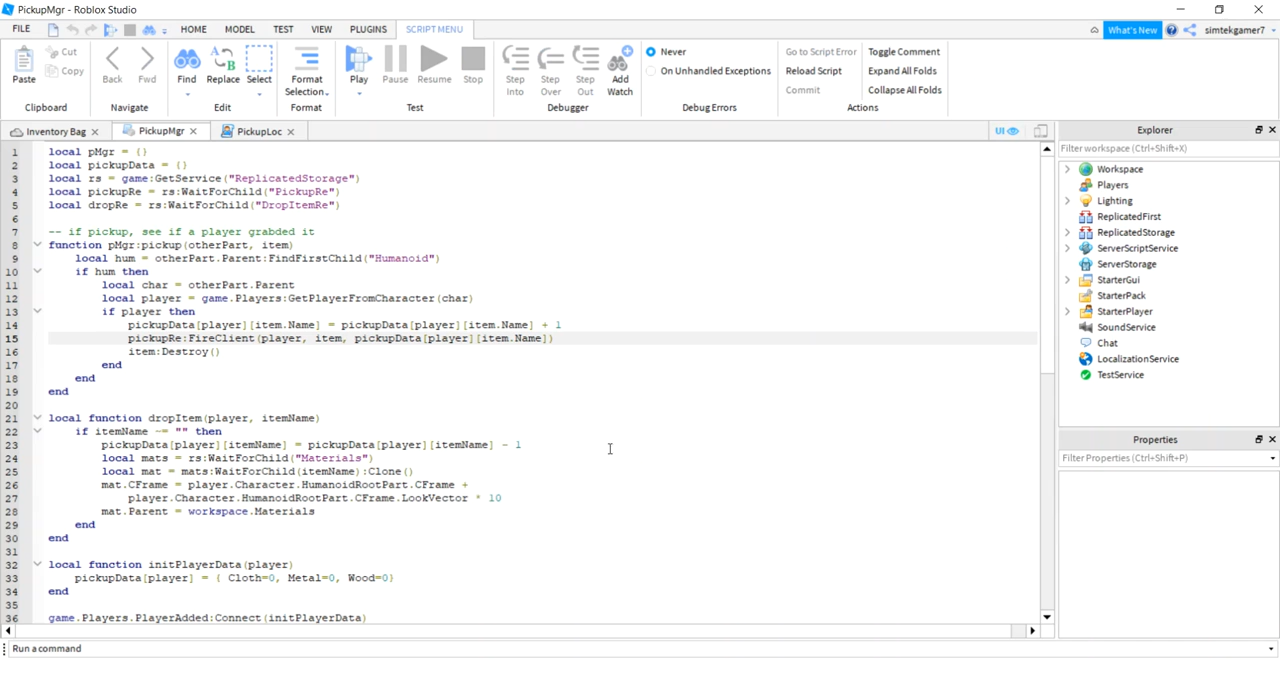 PickupMgr - Roblox Studio
FILE HOME MODEL TEST VIEW PLUGINS SCRIPT MENU What's New simtekgamer7
Paste Cut Copy Clipboard
Back Fwd Navigate
Find Replace Select Edit
Format Selection Format
Play Pause Resume Stop Test
Step Into Step Over Step Out Add Watch Debugger
Never
On Unhandled Exceptions
Debug Errors
Go to Script Error
Reload Script
Commit
Toggle Comment
Expand All Folds
Collapse All Folds
Actions
Inventory Bag PickupMgr PickupLoc UI
1 local pMgr = {}
2 local pickupData = {}
3 local rs = game:GetService("ReplicatedStorage")
4 local pickupRe = rs:WaitForChild("PickupRe")
5 local dropRe = rs:WaitForChild("DropItemRe")
6
7 -- if pickup, see if a player grabded it
8 function pMgr:pickup(otherPart, item)
9 local hum = otherPart.Parent:FindFirstChild("Humanoid")
10 if hum then
11 local char = otherPart.Parent
12 local player = game.Players:GetPlayerFromCharacter(char)
13 if player then
14 pickupData[player][item.Name] = pickupData[player][item.Name] + 1
15 pickupRe:FireClient(player, item, pickupData[player][item.Name])
16 item:Destroy()
17 end
18 end
19 end
20
21 local function dropItem(player, itemName)
22 if itemName ~= "" then
23 pickupData[player][itemName] = pickupData[player][itemName] - 1
24 local mats = rs:WaitForChild("Materials")
25 local mat = mats:WaitForChild(itemName):Clone()
26 mat.CFrame = player.Character.HumanoidRootPart.CFrame +
27 player.Character.HumanoidRootPart.CFrame.LookVector * 10
28 mat.Parent = workspace.Materials
29 end
30 end
31
32 local function initPlayerData(player)
33 pickupData[player] = { Cloth=0, Metal=0, Wood=0}
34 end
35
36 game.Players.PlayerAdded:Connect(initPlayerData)
Explorer
Filter workspace (Ctrl+Shift+X)
Workspace
Players
Lighting
ReplicatedFirst
ReplicatedStorage
ServerScriptService
ServerStorage
StarterGui
StarterPack
StarterPlayer
SoundService
Chat
LocalizationService
TestService
Properties
Filter Properties (Ctrl+Shift+P)
Run a command